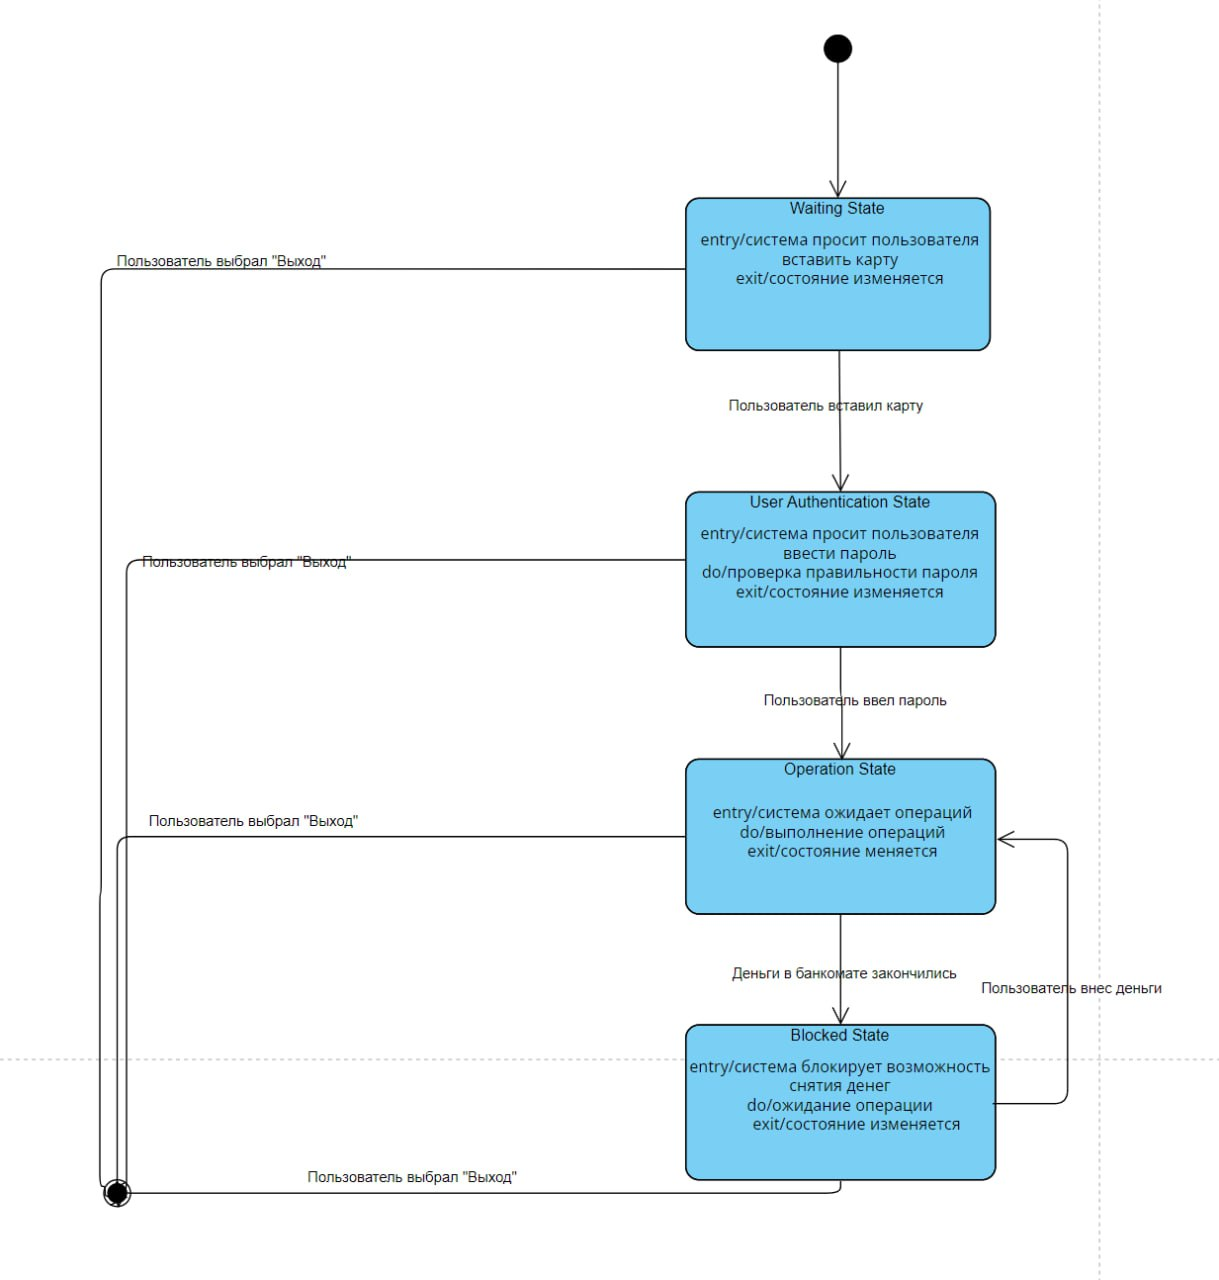 Waiting State
entry/система просит пользователя
вставить карту
exit/состояние изменяется
Пользователь выбрал "Выход"
Пользователь вставил карту
User Authentication State
entry/система просит пользователя
ввести пароль
do/проверка правильности пароля
exit/состояние изменяется
Пользователь выбрал "Выход"
Пользователь ввел пароль
Operation State
entry/система ожидает операций
do/выполнение операций
exit/состояние меняется
Пользователь выбрал "Выход"
Деньги в банкомате закончились
Пользователь внес деньги
Blocked State
entry/система блокирует возможность
снятия денег
do/ожидание операции
exit/состояние изменяется
Пользователь выбрал "Выход"